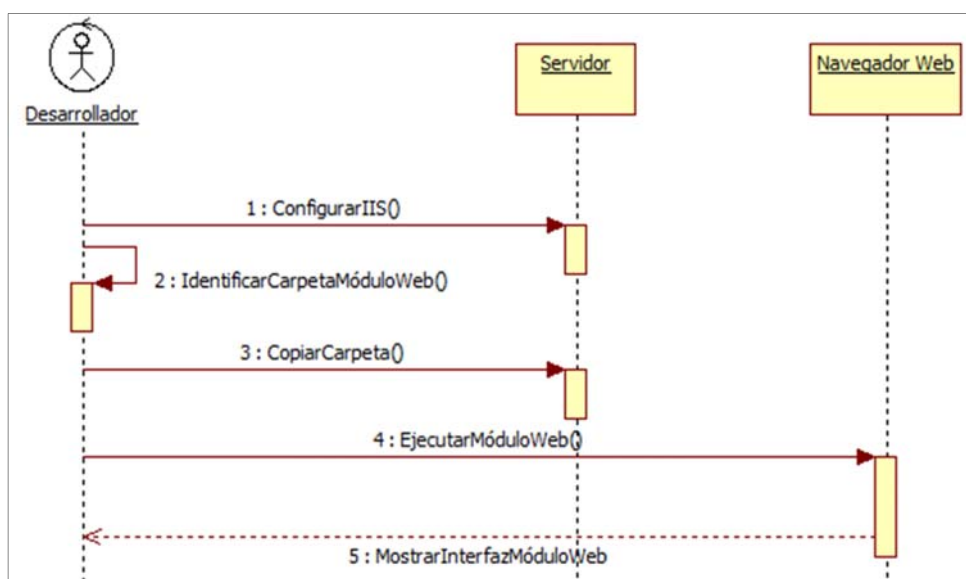 Desarrollador
Servidor
Navegador Web
1 : ConfigurarIIS()
2 : IdentificarCarpetaMóduloWeb()
3 : CopiarCarpeta()
4 : EjecutarMóduloWeb()
5 : MostrarInterfazMóduloWeb